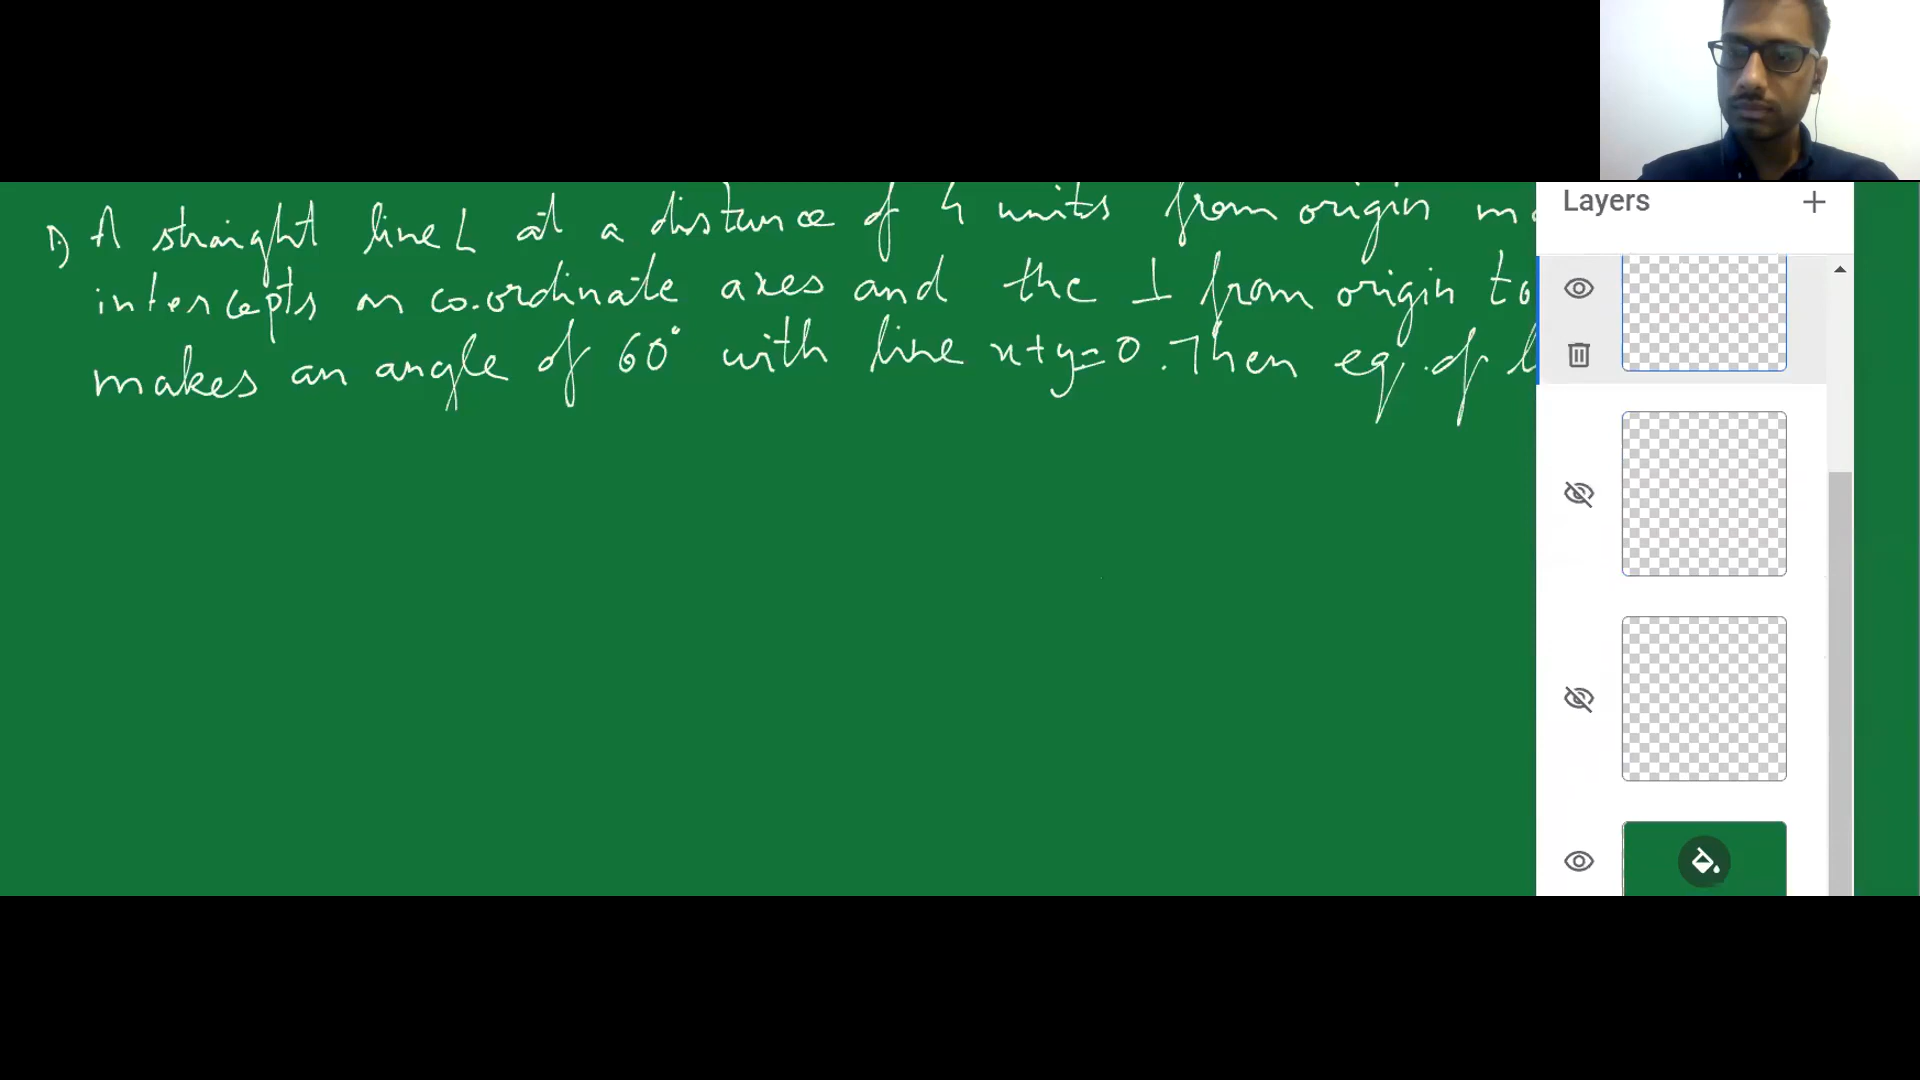 1) A straight line L at a distance of 4 units from origin
intercepts on co.ordinate axes and the ⊥ from origin to
makes an angle of 60° with line x+y=0. Then eq. of
Layers